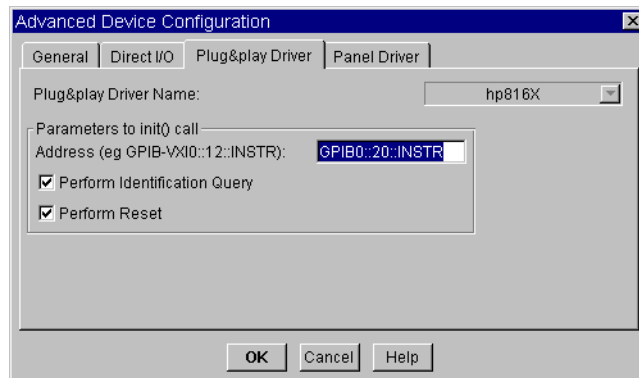 Advanced Device Configuration
General Direct I/O Plug&play Driver Panel Driver
Plug&play Driver Name: hp816X
Parameters to init() call
Address (eg GPIB-VXI0::12::INSTR): GPIB0::20::INSTR
Perform Identification Query
Perform Reset
OK Cancel Help